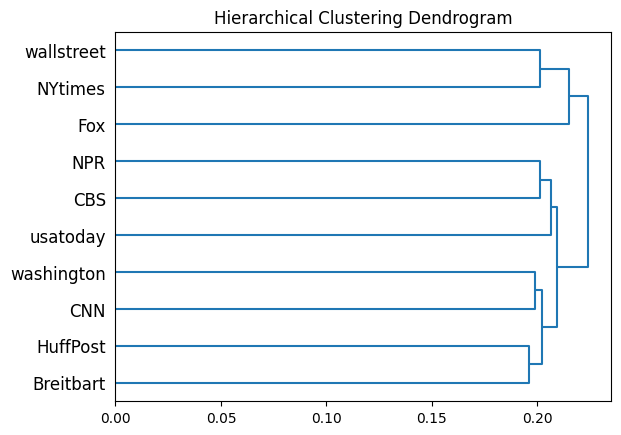 Hierarchical Clustering Dendrogram
wallstreet
NYtimes
Fox
NPR
CBS
usatoday
washington
CNN
HuffPost
Breitbart
0.00 0.05 0.10 0.15 0.20